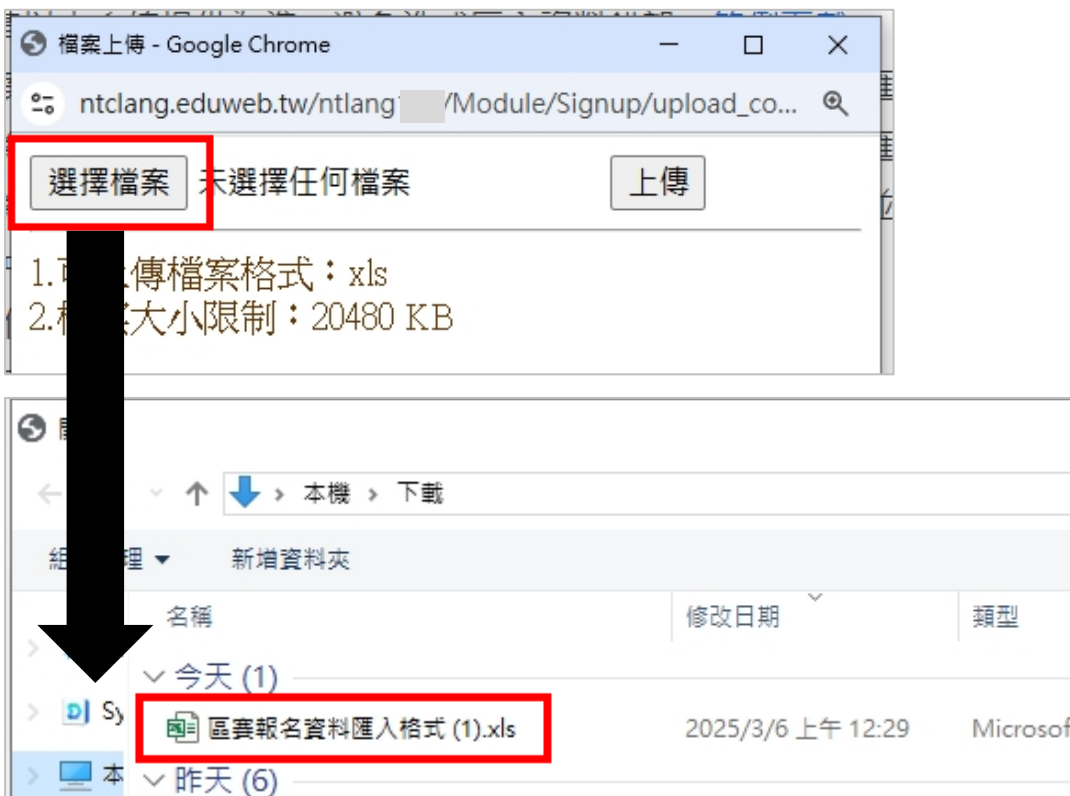 檔案上傳 - Google Chrome
ntclang.eduweb.tw/ntlang /Module/Signup/upload_co...
選擇檔案 未選擇任何檔案 上傳
1. 上傳檔案格式：xls
2. 大小限制：20480 KB
本機 › 下載
組 理 新增資料夾
名稱 修改日期 類型
今天 (1)
Sy
區賽報名資料匯入格式 (1).xls 2025/3/6 上午 12:29 Microsof
本 昨天 (6)